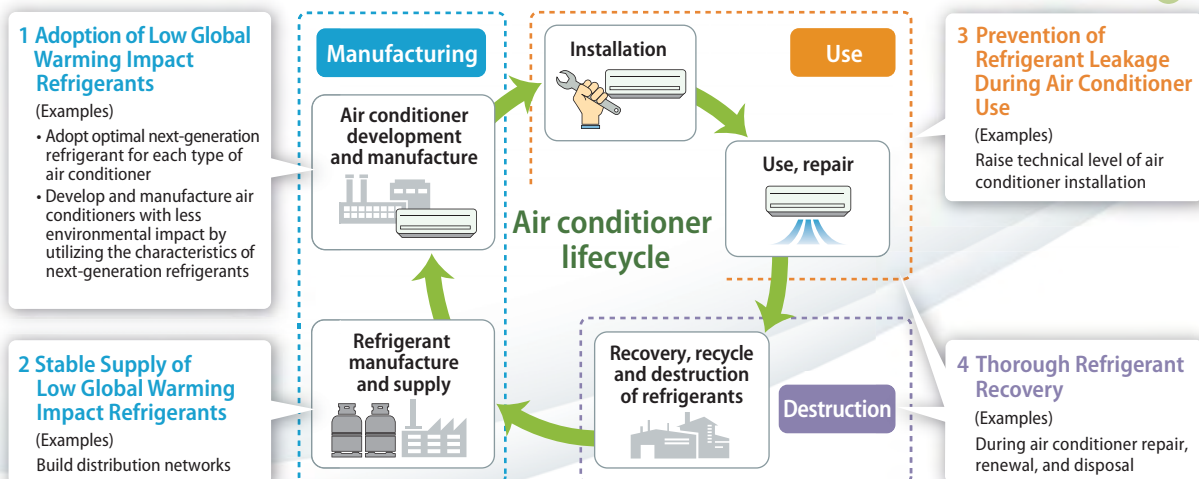 1 Adoption of Low Global
Warming Impact
Refrigerants
(Examples)
• Adopt optimal next-generation
refrigerant for each type of
air conditioner
• Develop and manufacture air
conditioners with less
environmental impact by
utilizing the characteristics of
next-generation refrigerants
2 Stable Supply of
Low Global Warming
Impact Refrigerants
(Examples)
Build distribution networks
Manufacturing
Air conditioner
development
and manufacture
Refrigerant
manufacture
and supply
Installation
Use
Use, repair
Air conditioner
lifecycle
Recovery, recycle
and destruction
of refrigerants
Destruction
3 Prevention of
Refrigerant Leakage
During Air Conditioner
Use
(Examples)
Raise technical level of air
conditioner installation
4 Thorough Refrigerant
Recovery
(Examples)
During air conditioner repair,
renewal, and disposal